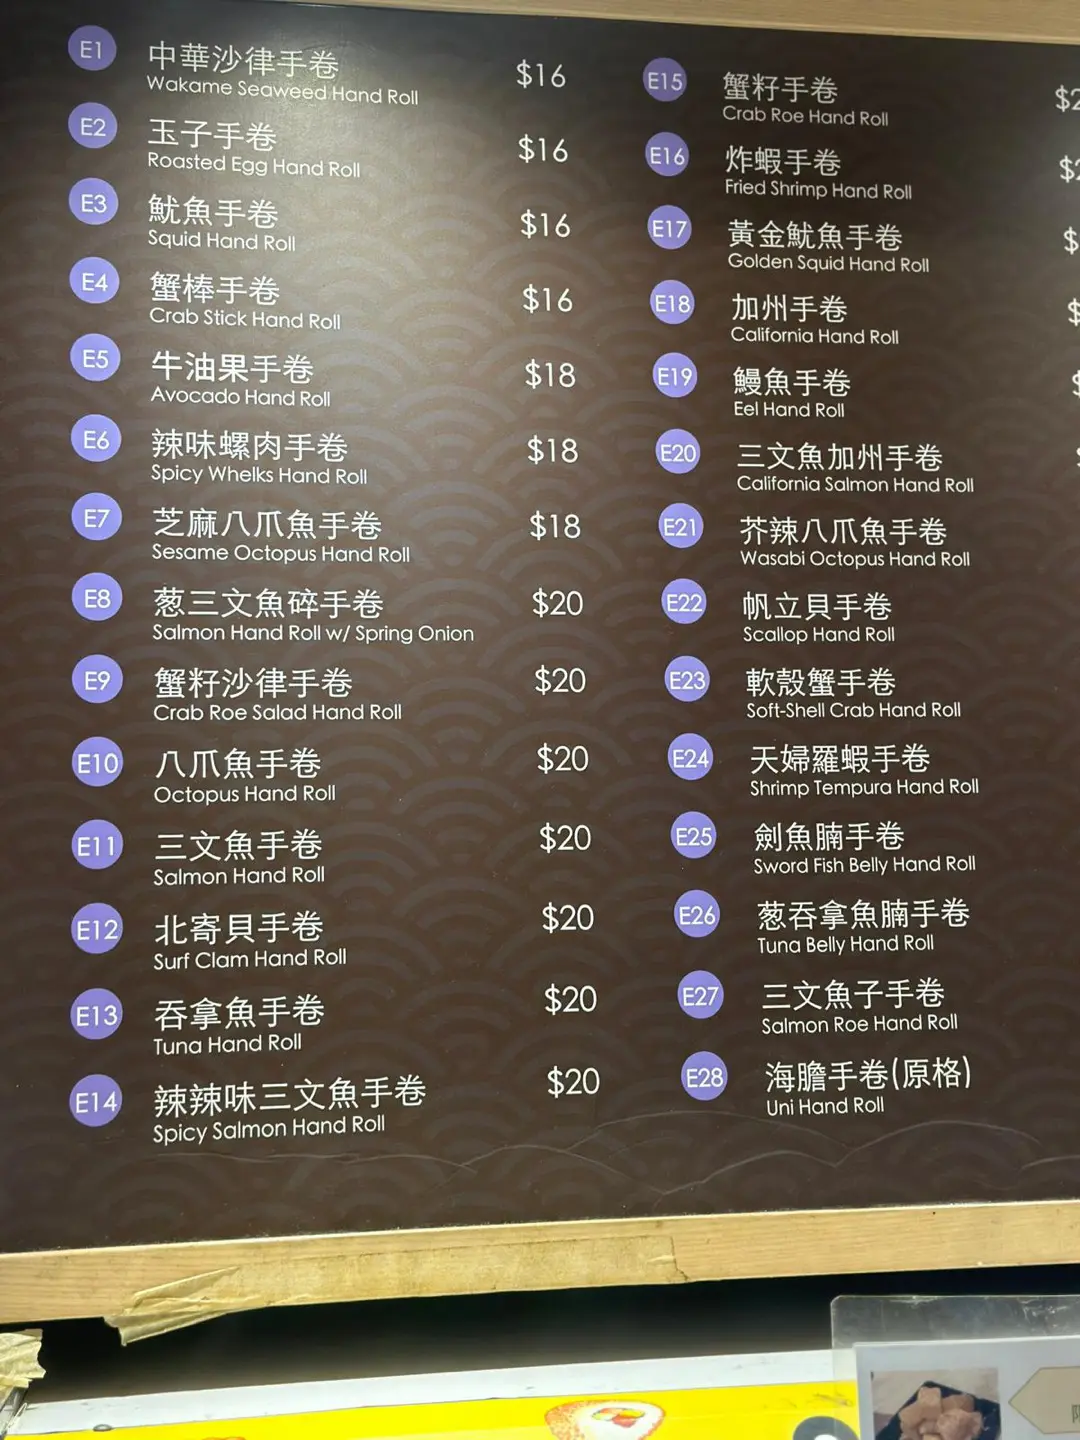 E1 中華沙律手卷 $16
Wakame Seaweed Hand Roll
E2 玉子手卷 $16
Roasted Egg Hand Roll
E3 魷魚手卷 $16
Squid Hand Roll
E4 蟹棒手卷 $16
Crab Stick Hand Roll
E5 牛油果手卷 $18
Avocado Hand Roll
E6 辣味螺肉手卷 $18
Spicy Whelks Hand Roll
E7 芝麻八爪魚手卷 $18
Sesame Octopus Hand Roll
E8 葱三文魚碎手卷 $20
Salmon Hand Roll w/ Spring Onion
E9 蟹籽沙律手卷 $20
Crab Roe Salad Hand Roll
E10 八爪魚手卷 $20
Octopus Hand Roll
E11 三文魚手卷 $20
Salmon Hand Roll
E12 北寄貝手卷 $20
Surf Clam Hand Roll
E13 吞拿魚手卷 $20
Tuna Hand Roll
E14 辣辣味三文魚手卷 $20
Spicy Salmon Hand Roll
E15 蟹籽手卷 $2
Crab Roe Hand Roll
E16 炸蝦手卷 $2
Fried Shrimp Hand Roll
E17 黃金魷魚手卷 $
Golden Squid Hand Roll
E18 加州手卷 $
California Hand Roll
E19 鰻魚手卷 $
Eel Hand Roll
E20 三文魚加州手卷
California Salmon Hand Roll
E21 芥辣八爪魚手卷
Wasabi Octopus Hand Roll
E22 帆立貝手卷
Scallop Hand Roll
E23 軟殼蟹手卷
Soft-Shell Crab Hand Roll
E24 天婦羅蝦手卷
Shrimp Tempura Hand Roll
E25 劍魚腩手卷
Sword Fish Belly Hand Roll
E26 葱吞拿魚腩手卷
Tuna Belly Hand Roll
E27 三文魚子手卷
Salmon Roe Hand Roll
E28 海膽手卷(原格)
Uni Hand Roll